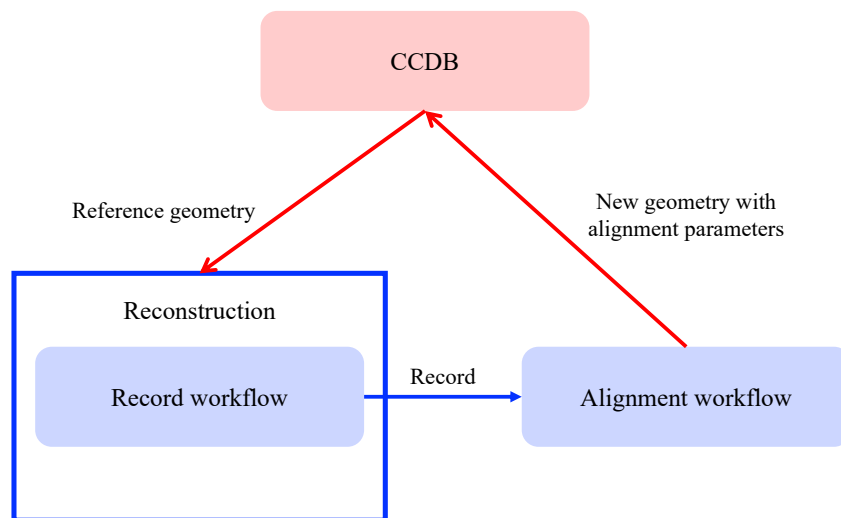 CCDB
Reference geometry
New geometry with
alignment parameters
Reconstruction
Record workflow
Record
Alignment workflow